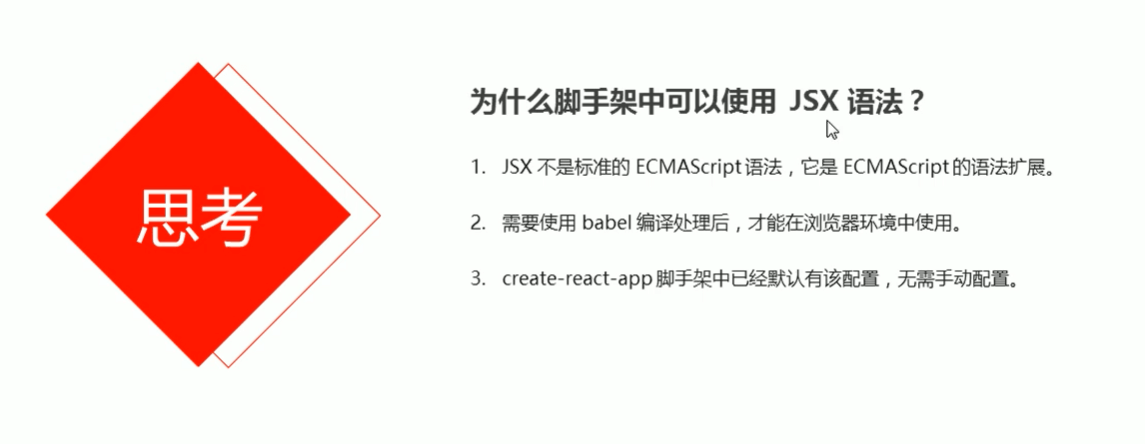 思考
为什么脚手架中可以使用 JSX 语法？
1. JSX 不是标准的 ECMAScript 语法，它是 ECMAScript 的语法扩展。
2. 需要使用 babel 编译处理后，才能在浏览器环境中使用。
3. create-react-app 脚手架中已经默认有该配置，无需手动配置。